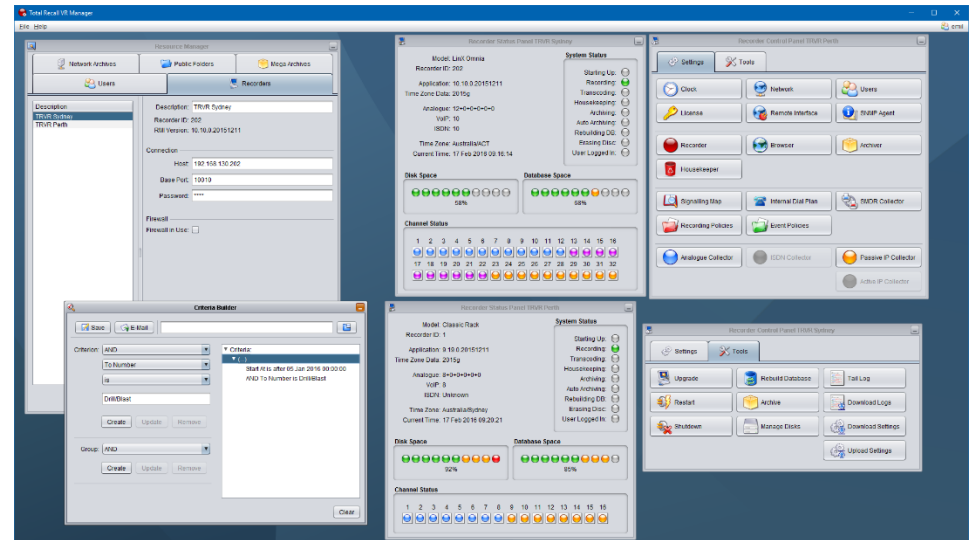 Total Recall VR Manager
File Help
cmd
Resource Manager
Network Archives
Public Folders
Mega Archives
Users
Recorders
Description
TRVR Sydney
TRVR Perth
Description: TRVR Sydney
Recorder ID: 202
RMI Version: 10.10.0.20151211
Connection
Host: 192.168.130.202
Base Port: 10010
Password: ****
Firewall
Firewall in Use:
Recorder Status Panel TRVR Sydney
Model: LinX Omnia
Recorder ID: 202
Application: 10.10.0.20151211
Time Zone Data: 2015g
Analogue: 12+0+0+0+0+0
VoIP: 10
ISDN: 10
Time Zone: Australia/ACT
Current Time: 17 Feb 2016 09:16:14
System Status
Starting Up:
Recording:
Transcoding:
Housekeeping:
Archiving:
Auto Archiving:
Rebuilding DB:
Erasing Disc:
User Logged In:
Disk Space
58%
Database Space
68%
Channel Status
1 2 3 4 5 6 7 8 9 10 11 12 13 14 15 16
17 18 19 20 21 22 23 24 25 26 27 28 29 30 31 32
Recorder Control Panel TRVR Perth
Settings
Tools
Clock
Network
Users
License
Remote Interface
SNMP Agent
Recorder
Browser
Archiver
Housekeeper
Signalling Map
Internal Dial Plan
SMDR Collector
Recording Policies
Event Policies
Analogue Collector
ISDN Collector
Passive IP Collector
Active IP Collector
Criteria Builder
Save
E-Mail
Criterion: AND
To Number
is
Drill/Blast
Create Update Remove
Group: AND
Create Update Remove
Criteria:
(...)
Start At is after 05 Jan 2016 00:00:00
AND To Number is Drill/Blast
Clear
Recorder Status Panel TRVR Perth
Model: Classic Rack
Recorder ID: 1
Application: 9.19.0.20151211
Time Zone Data: 2015g
Analogue: 8+0+0+0+0+0
VoIP: 8
ISDN: Unknown
Time Zone: Australia/Sydney
Current Time: 17 Feb 2016 09:20:21
System Status
Starting Up:
Recording:
Transcoding:
Housekeeping:
Archiving:
Auto Archiving:
Rebuilding DB:
Erasing Disc:
User Logged In:
Disk Space
92%
Database Space
85%
Channel Status
1 2 3 4 5 6 7 8 9 10 11 12 13 14 15 16
Recorder Control Panel TRVR Sydney
Settings
Tools
Upgrade
Rebuild Database
Tail Log
Restart
Archive
Download Logs
Shutdown
Manage Disks
Download Settings
Upload Settings